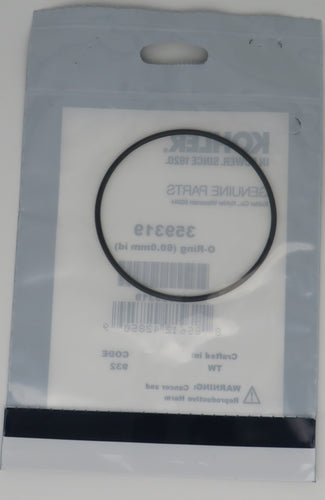 KOHLER.
IN POWER. SINCE 1920.
GENUINE PARTS
Kohler Co., Kohler Wisconsin 53044
359319
O-Ring (60.0mm id)
Crafted in: CODE
TW 932
WARNING: Cancer and
Reproductive Harm